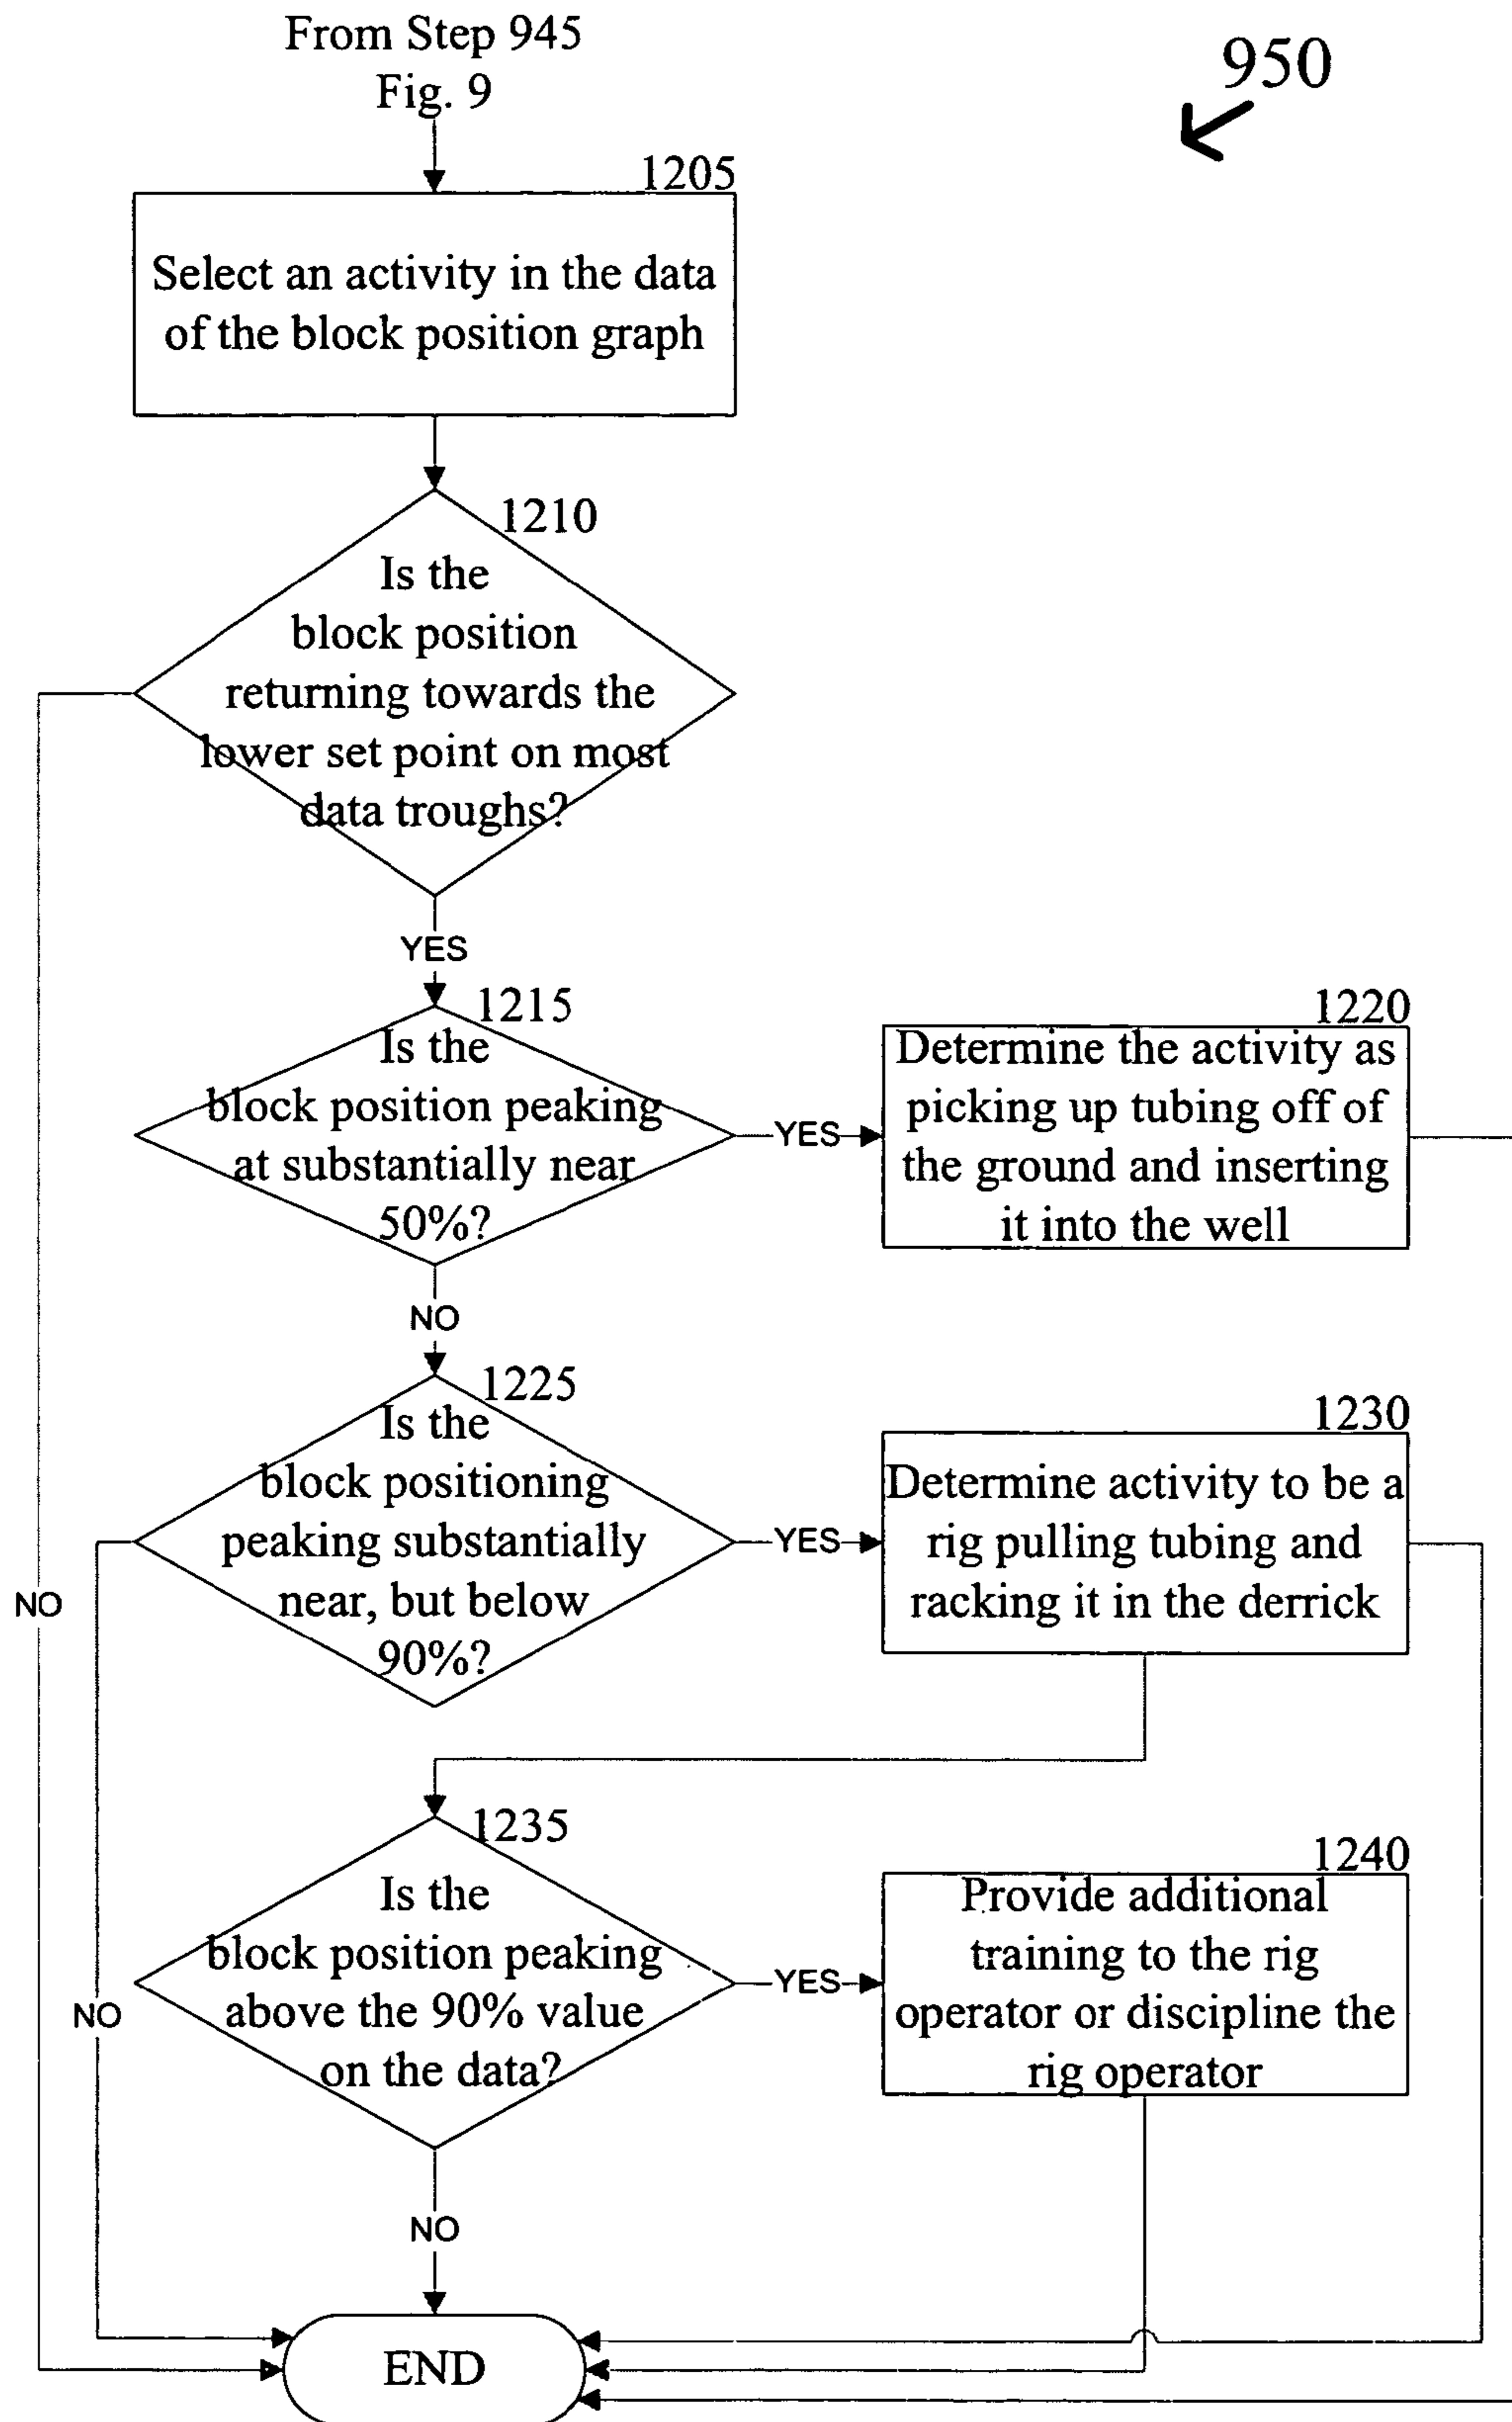 From Step 945
Fig. 9
950
1205
Select an activity in the data
of the block position graph
1210
Is the
block position
returning towards the
lower set point on most
data troughs?
YES
1215
Is the
block position peaking
at substantially near
50%?
YES
1220
Determine the activity as
picking up tubing off of
the ground and inserting
it into the well
NO
1225
Is the
block positioning
peaking substantially
near, but below
90%?
YES
1230
Determine activity to be a
rig pulling tubing and
racking it in the derrick
NO
NO
1235
Is the
block position peaking
above the 90% value
on the data?
YES
1240
Provide additional
training to the rig
operator or discipline the
rig operator
NO
END